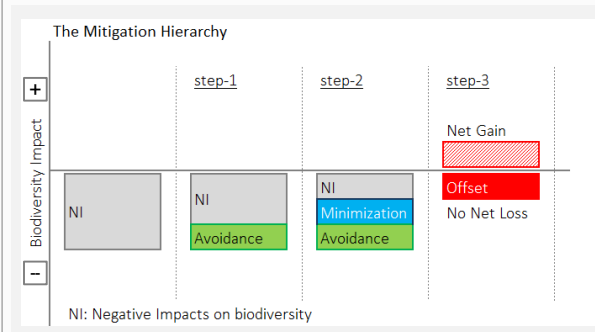 The Mitigation Hierarchy
step-1
step-2
step-3
+
Net Gain
Biodiversity Impact
NI
NI
NI
Offset
Minimization
No Net Loss
Avoidance
Avoidance
–
NI: Negative Impacts on biodiversity